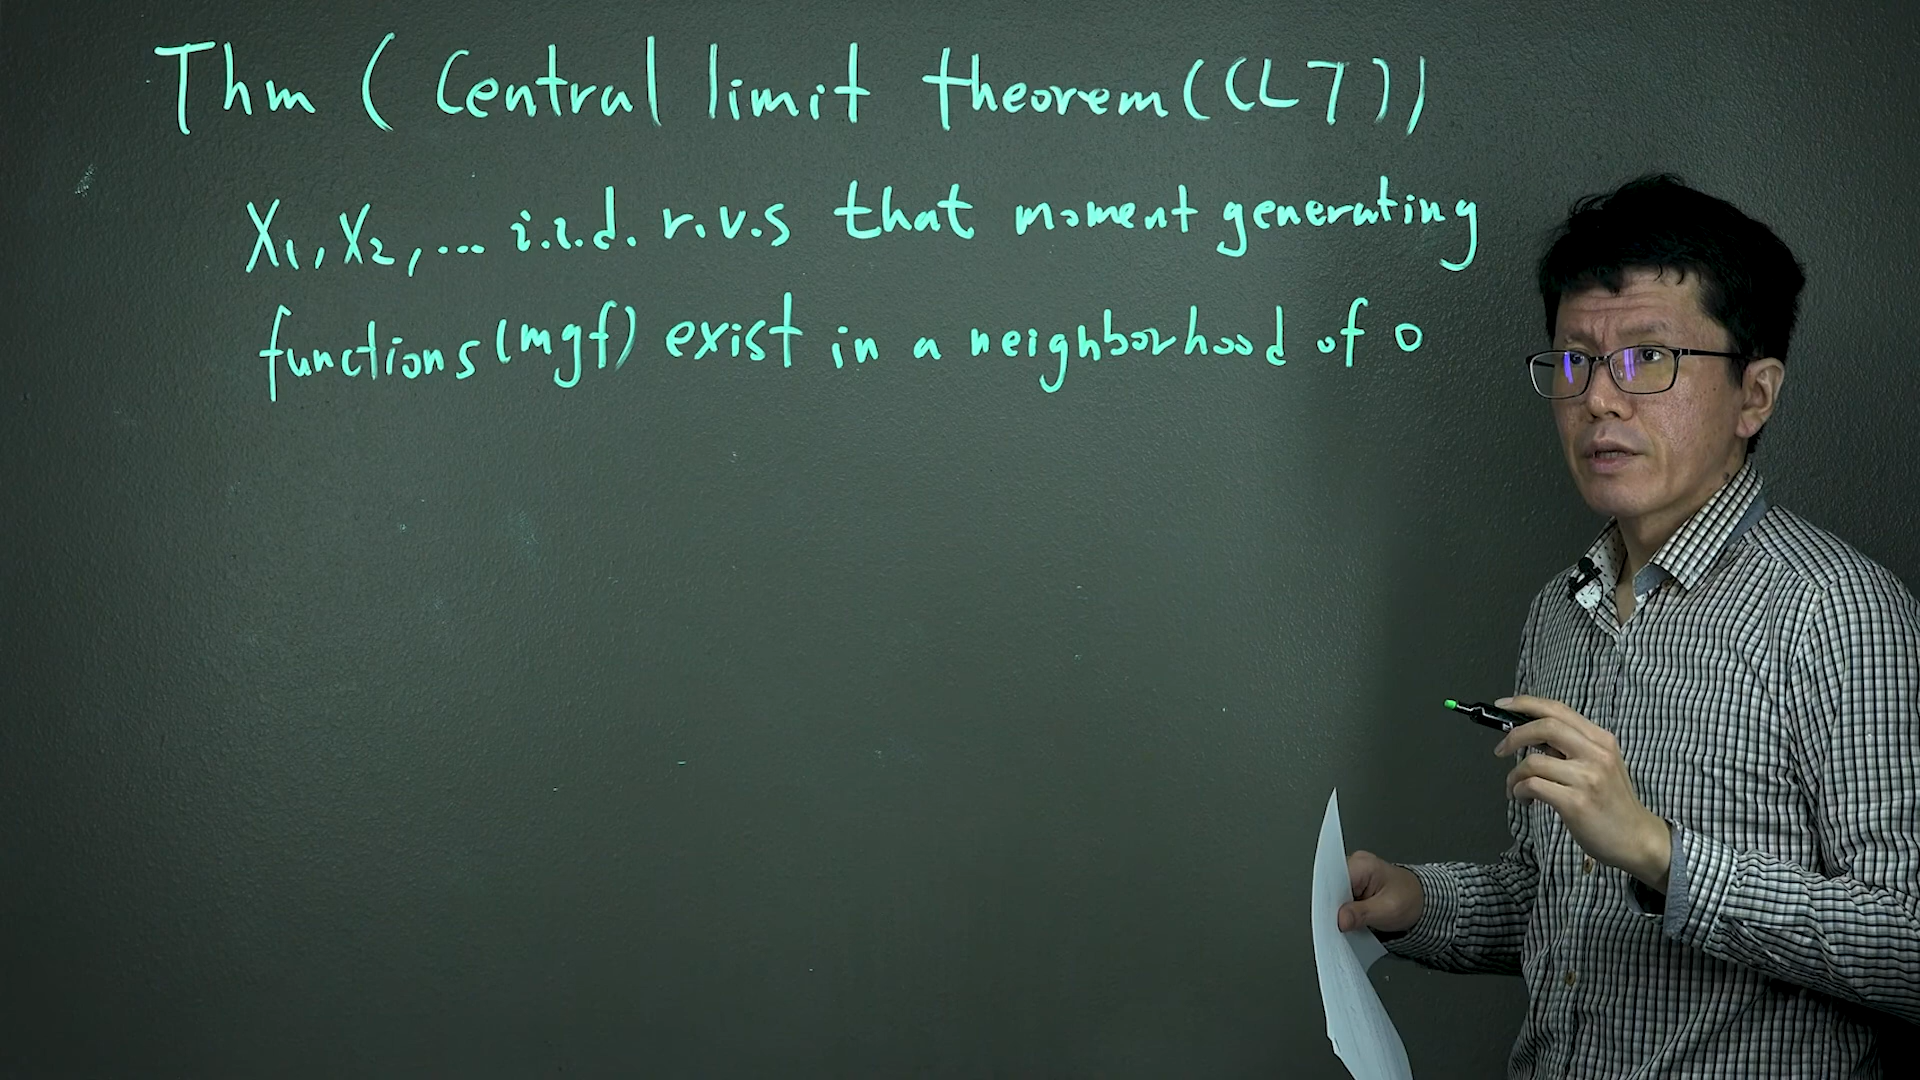 Thm ( Central limit theorem (CLT))
X1, X2, ... i.i.d. r.v.s that moment generating
functions (mgf) exist in a neighborhood of 0